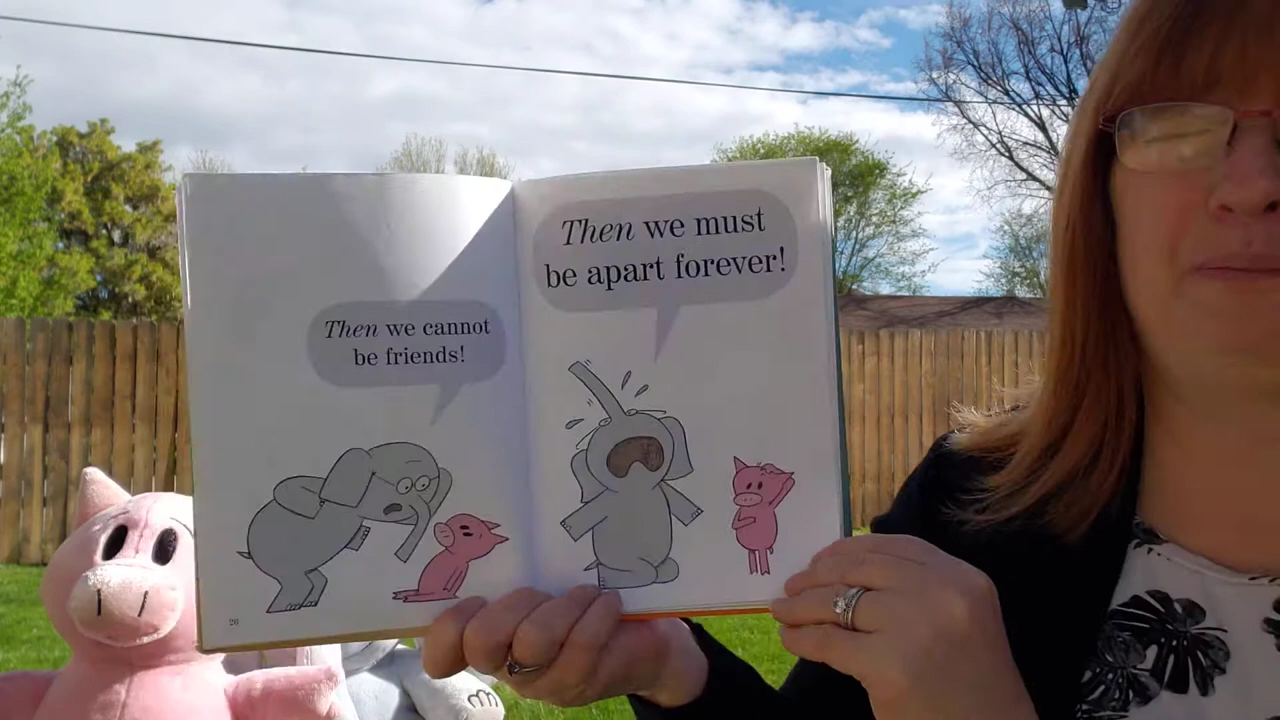 Then we cannot
be friends!
26
Then we must
be apart forever!